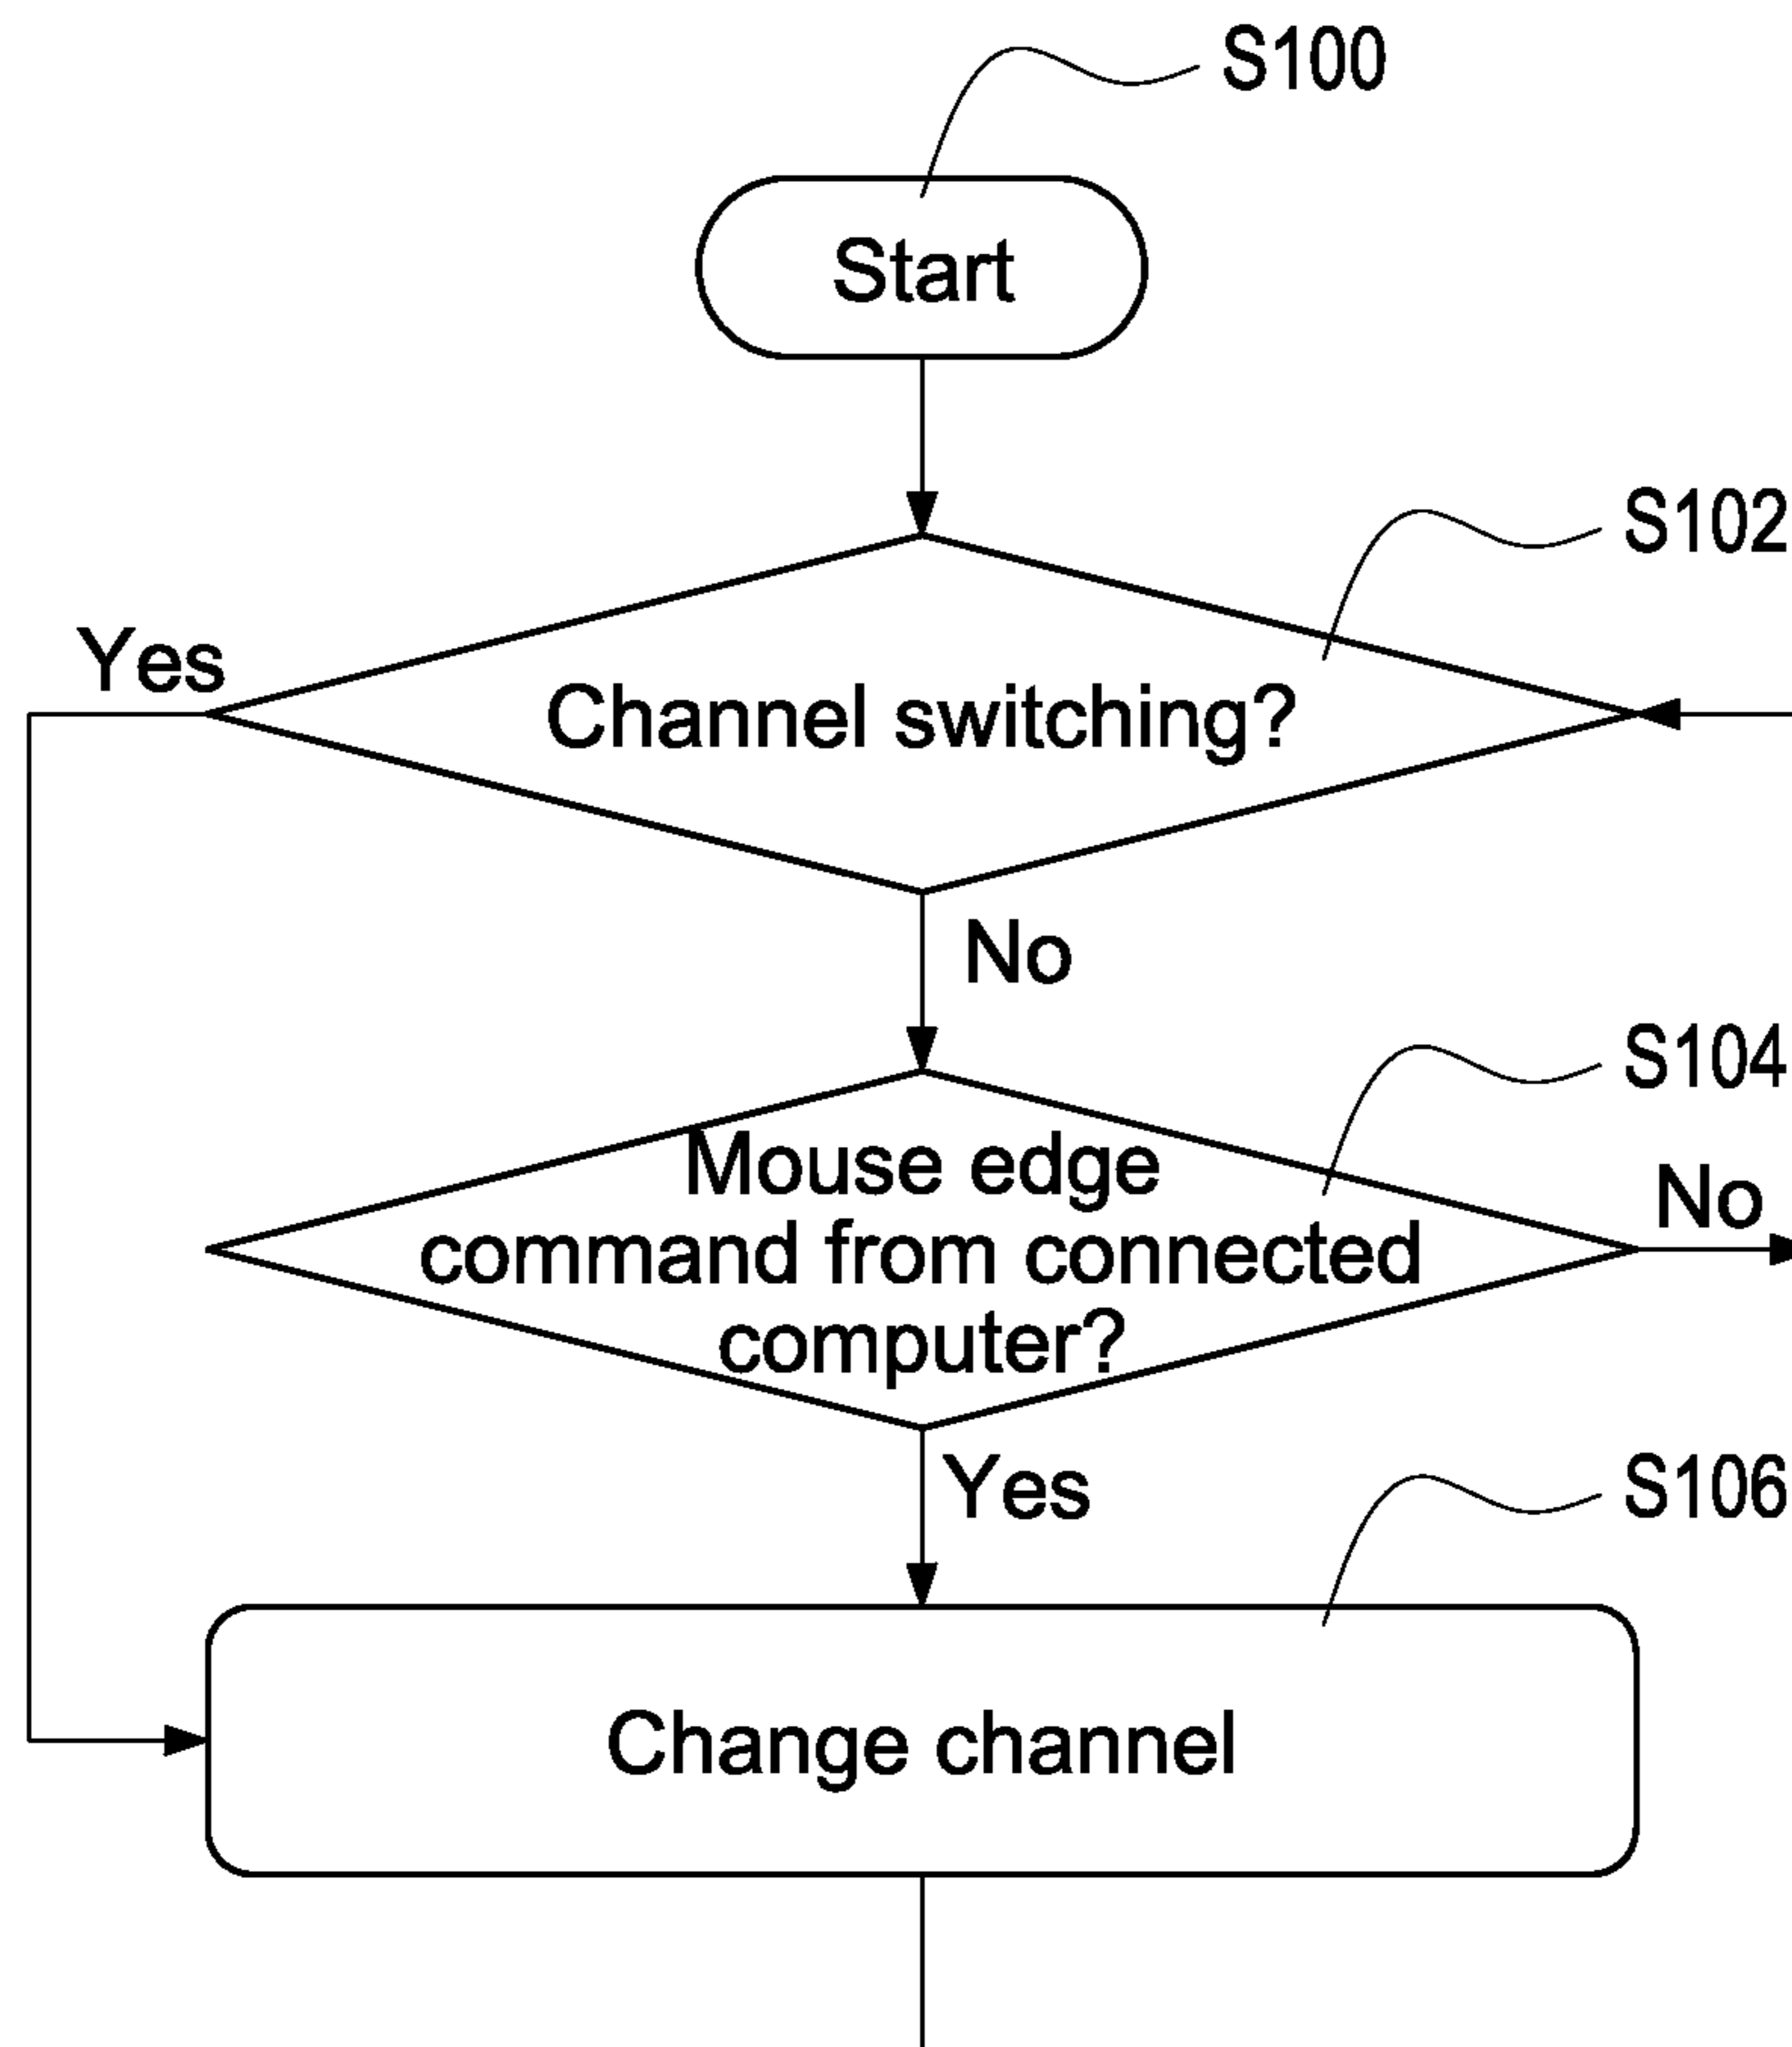 S100
Start
S102
Yes
Channel switching?
No
S104
Mouse edge
command from connected
computer?
No
Yes
S106
Change channel